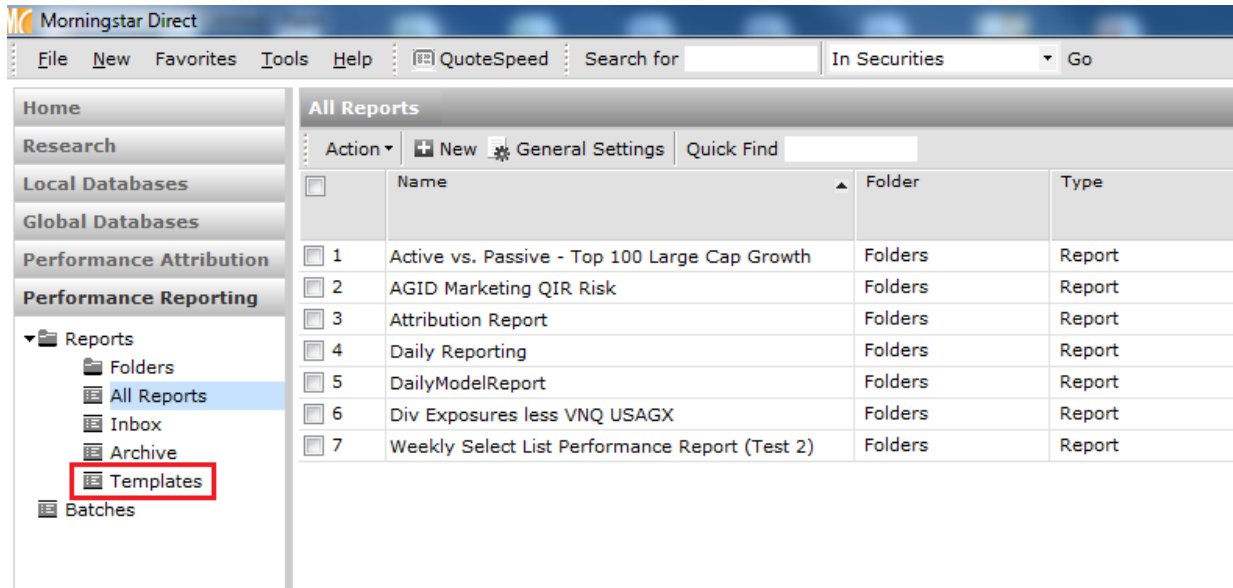 Morningstar Direct
File New Favorites Tools Help QuoteSpeed Search for In Securities Go
Home
Research
Local Databases
Global Databases
Performance Attribution
Performance Reporting
Reports
Folders
All Reports
Inbox
Archive
Templates
Batches
All Reports
Action New General Settings Quick Find
Name Folder Type
1 Active vs. Passive - Top 100 Large Cap Growth Folders Report
2 AGID Marketing QIR Risk Folders Report
3 Attribution Report Folders Report
4 Daily Reporting Folders Report
5 DailyModelReport Folders Report
6 Div Exposures less VNQ USAGX Folders Report
7 Weekly Select List Performance Report (Test 2) Folders Report